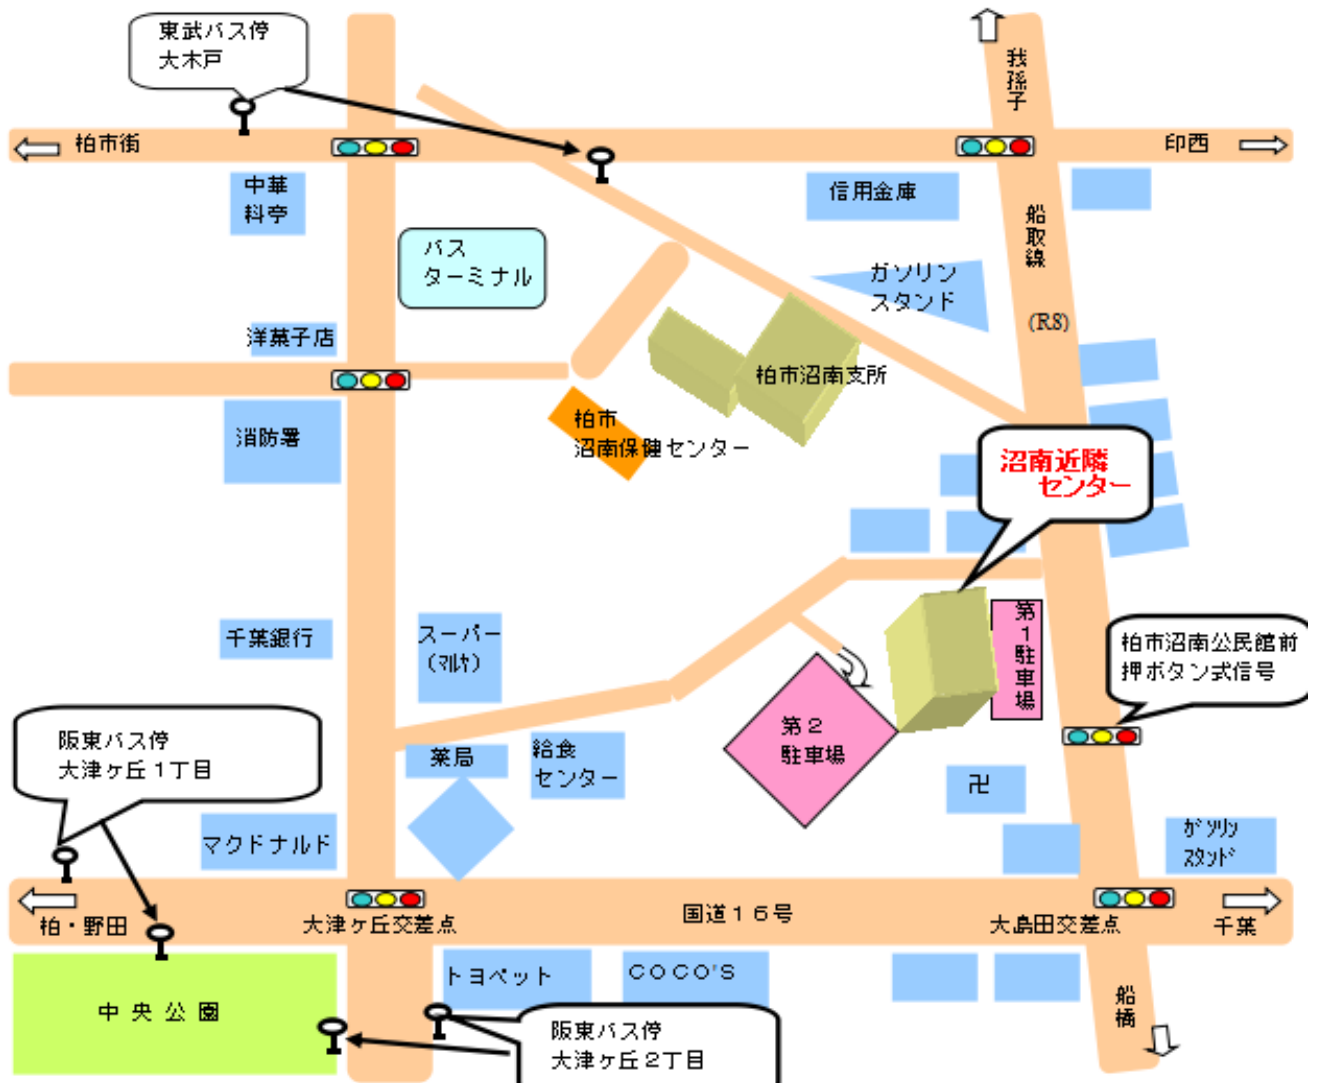 東武バス停
大木戸
我孫子
柏市街
印西
中華
料亭
信用金庫
船取線
バス
ターミナル
ガソリン
スタンド
(R8)
洋菓子店
柏市沼南支所
柏市
沼南保健センター
消防署
沼南近隣
センター
千葉銀行
スーパー
(ﾏﾙﾔ)
第1駐車場
柏市沼南公民館前
押ボタン式信号
第２
駐車場
阪東バス停
大津ヶ丘１丁目
薬局
給食
センター
卍
マクドナルド
ｶﾞｿﾘﾝ
ｽﾀﾝﾄﾞ
柏・野田
大津ヶ丘交差点
国道１６号
大島田交差点
千葉
トヨペット
ＣＯＣＯ'Ｓ
中央公園
船橋
阪東バス停
大津ヶ丘２丁目